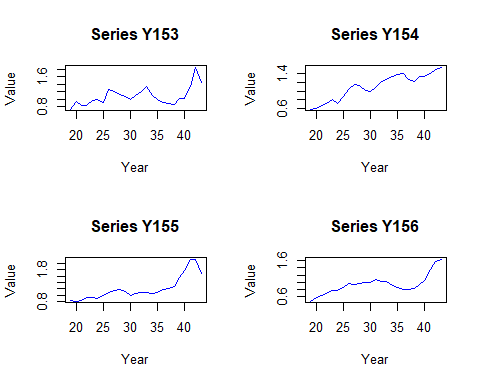 Series Y153
Value
0.8 1.6
20 25 30 35 40
Year
Series Y154
Value
0.6 1.4
20 25 30 35 40
Year
Series Y155
Value
0.8 1.8
20 25 30 35 40
Year
Series Y156
Value
0.6 1.6
20 25 30 35 40
Year